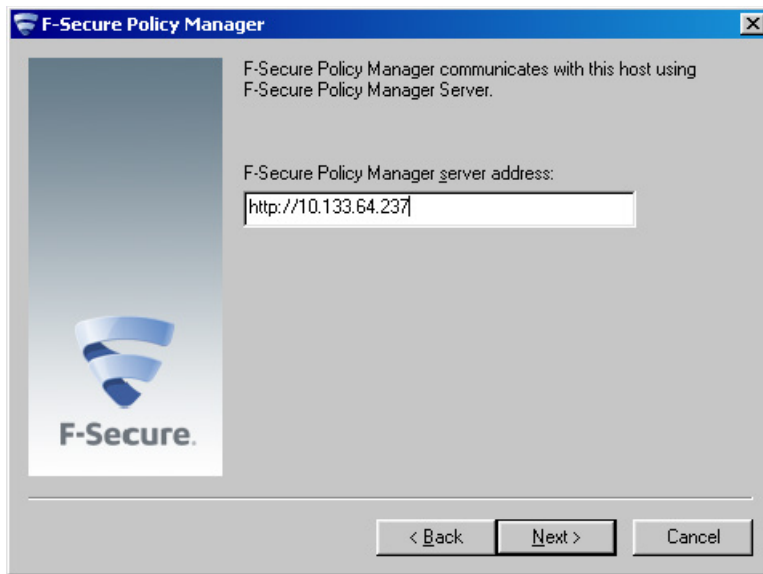 F-Secure Policy Manager
F-Secure Policy Manager communicates with this host using
F-Secure Policy Manager Server.
F-Secure Policy Manager server address:
http://10.133.64.237
F-Secure.
< Back
Next >
Cancel